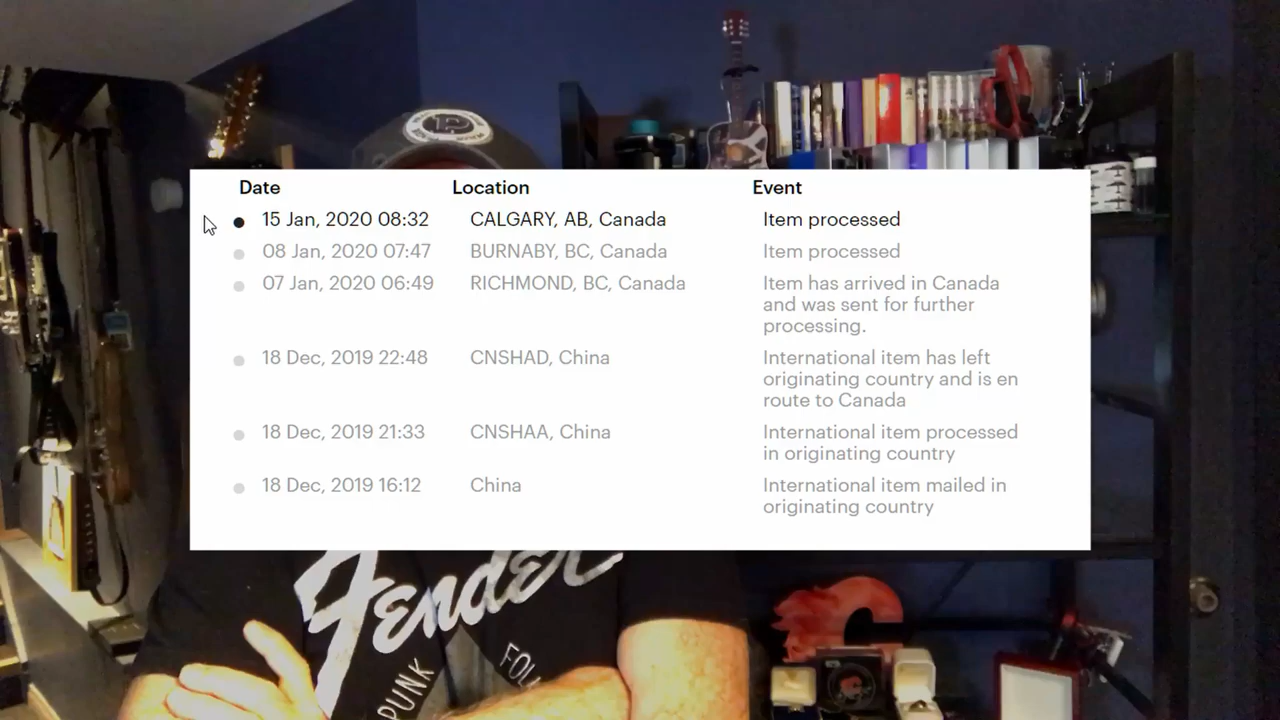 Date Location Event
15 Jan, 2020 08:32 CALGARY, AB, Canada Item processed
08 Jan, 2020 07:47 BURNABY, BC, Canada Item processed
07 Jan, 2020 06:49 RICHMOND, BC, Canada Item has arrived in Canada
and was sent for further
processing.
18 Dec, 2019 22:48 CNSHAD, China International item has left
originating country and is en
route to Canada
18 Dec, 2019 21:33 CNSHAA, China International item processed
in originating country
18 Dec, 2019 16:12 China International item mailed in
originating country
Fender
PUNK